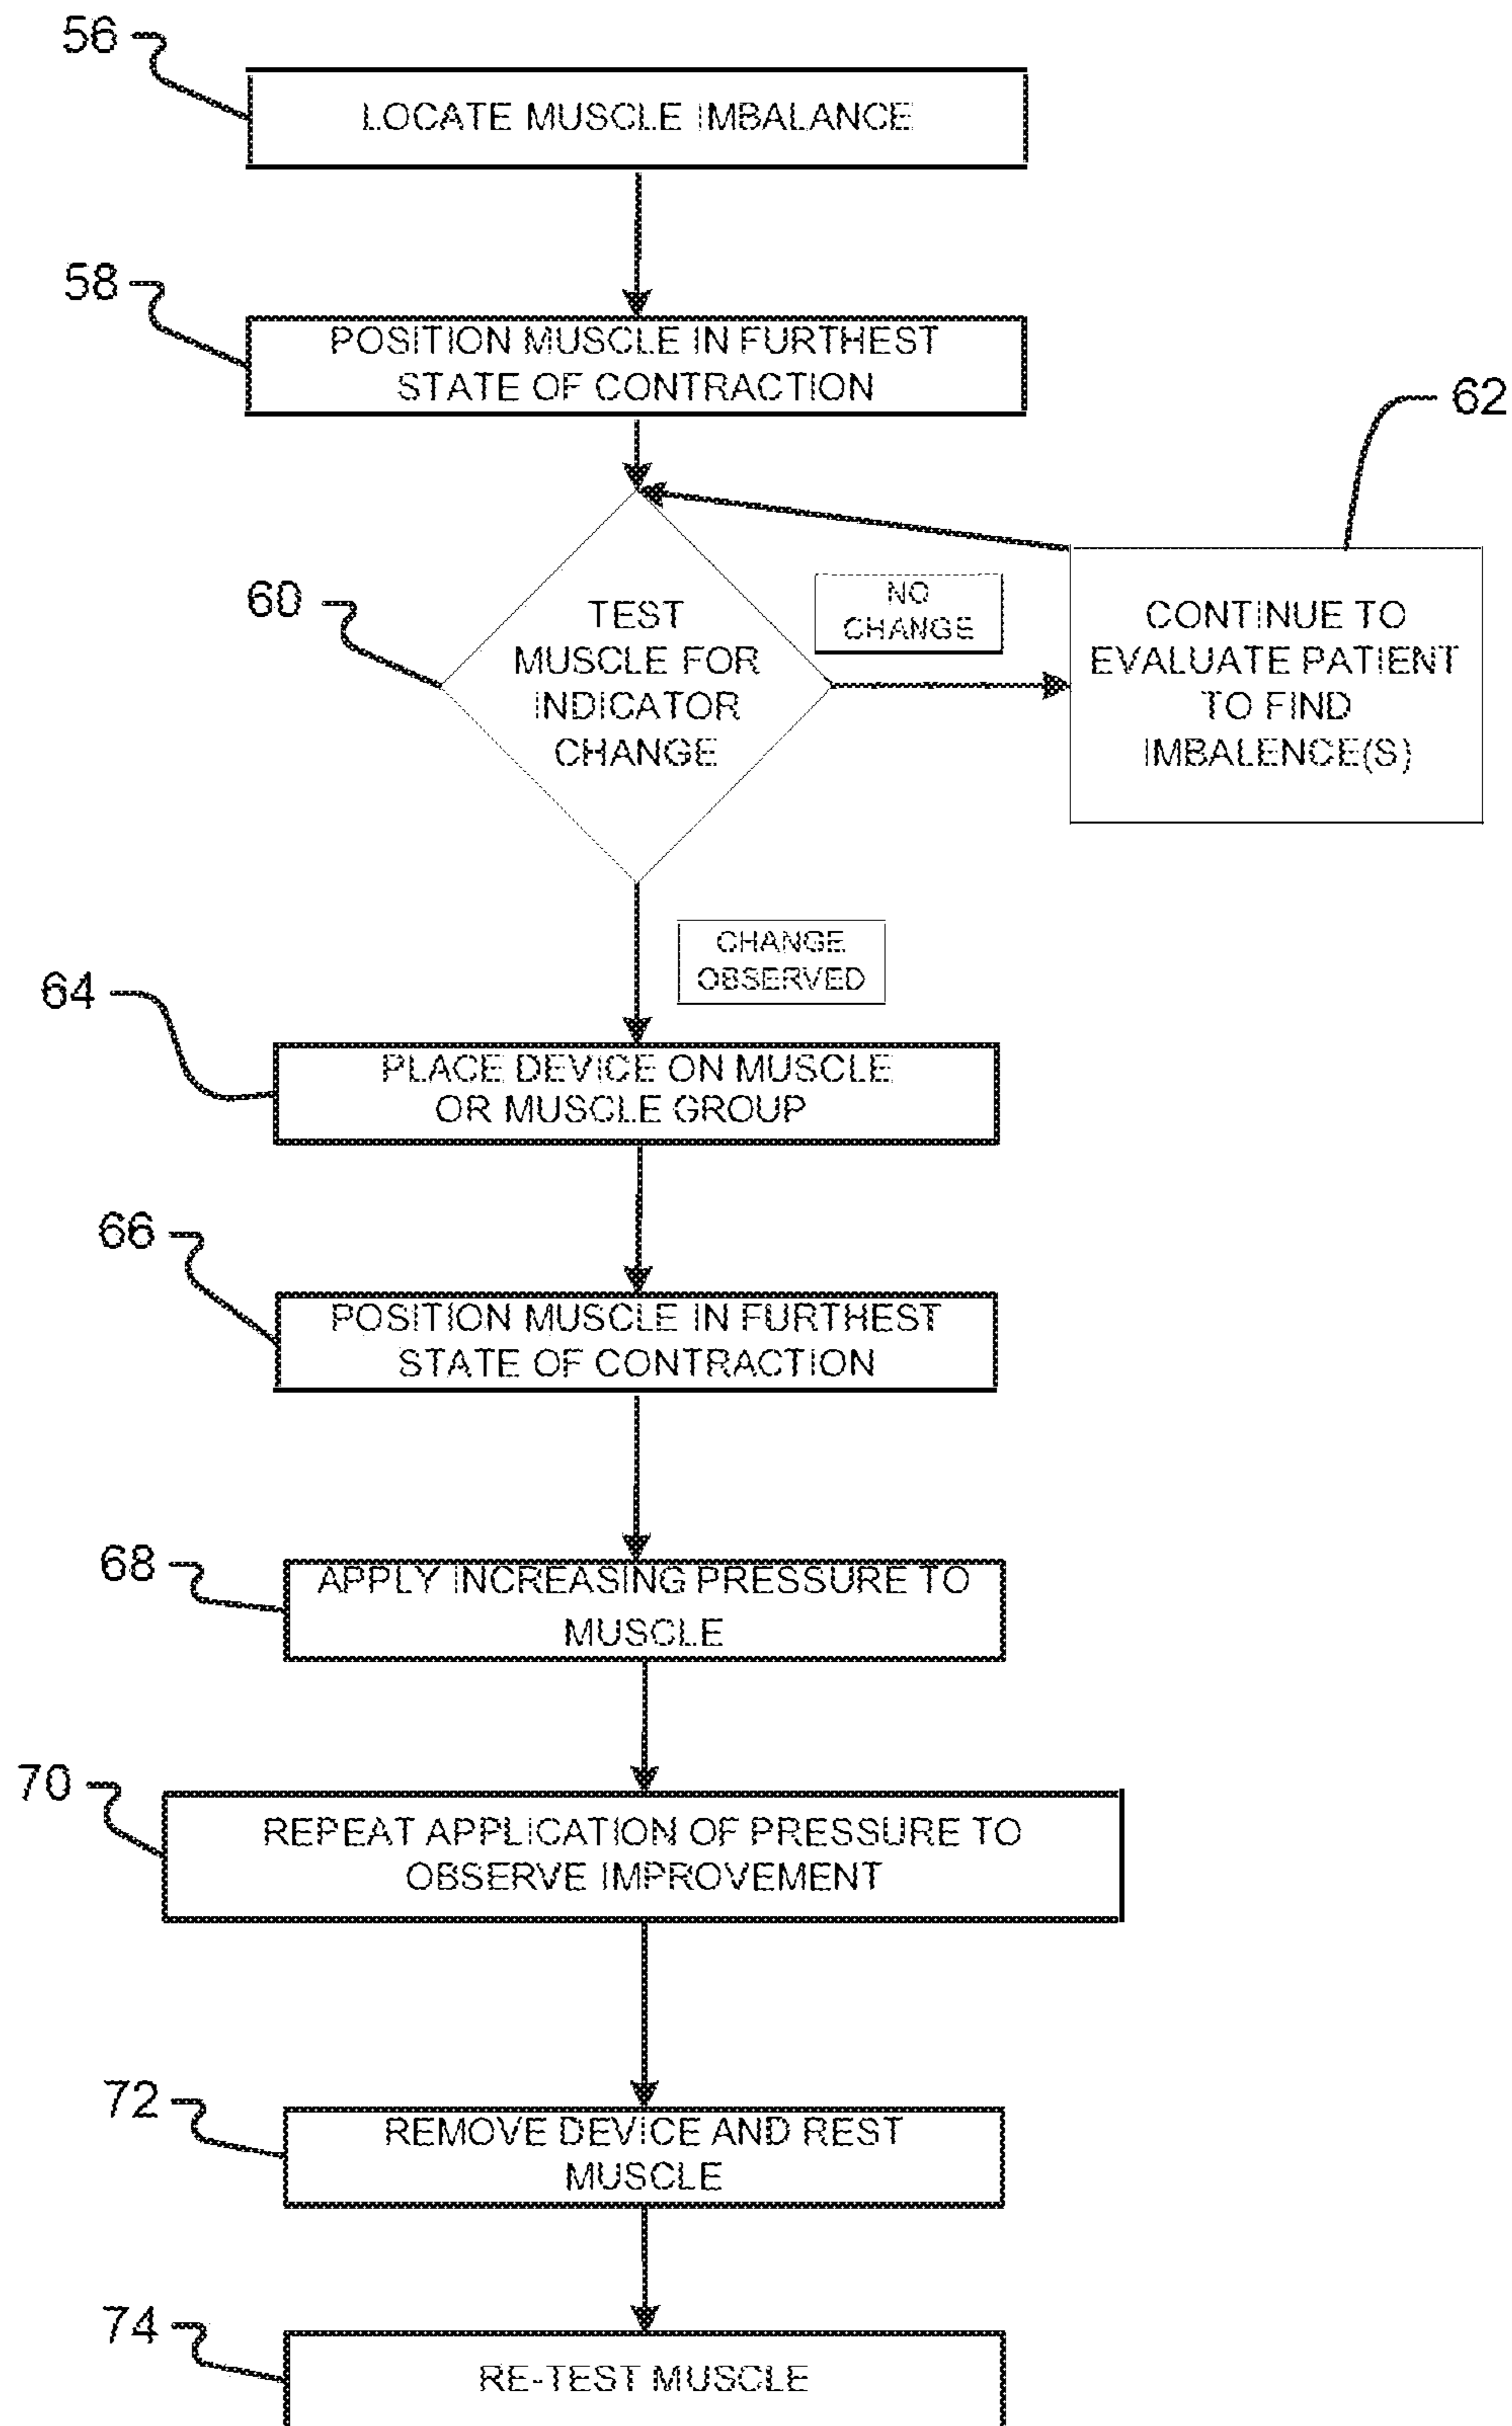 56
LOCATE MUSCLE IMBALANCE
58
POSITION MUSCLE IN FURTHEST
STATE OF CONTRACTION
62
60
TEST
MUSCLE FOR
INDICATOR
CHANGE
NO
CHANGE
CONTINUE TO
EVALUATE PATIENT
TO FIND
IMBALENCE(S)
CHANGE
OBSERVED
64
PLACE DEVICE ON MUSCLE
OR MUSCLE GROUP
66
POSITION MUSCLE IN FURTHEST
STATE OF CONTRACTION
68
APPLY INCREASING PRESSURE TO
MUSCLE
70
REPEAT APPLICATION OF PRESSURE TO
OBSERVE IMPROVEMENT
72
REMOVE DEVICE AND REST
MUSCLE
74
RE-TEST MUSCLE